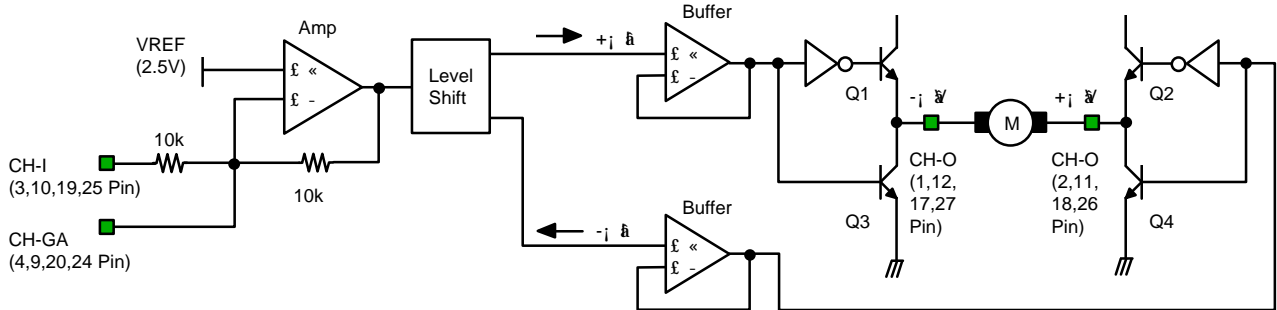 Amp
VREF
(2.5V)
£ «
£ -
10k
10k
CH-I
(3,10,19,25 Pin)
CH-GA
(4,9,20,24 Pin)
Level
Shift
Buffer
£ «
£ -
Buffer
£ «
£ -
Q1
Q2
M
CH-O
(1,12,
17,27
Pin)
CH-O
(2,11,
18,26
Pin)
Q3
Q4